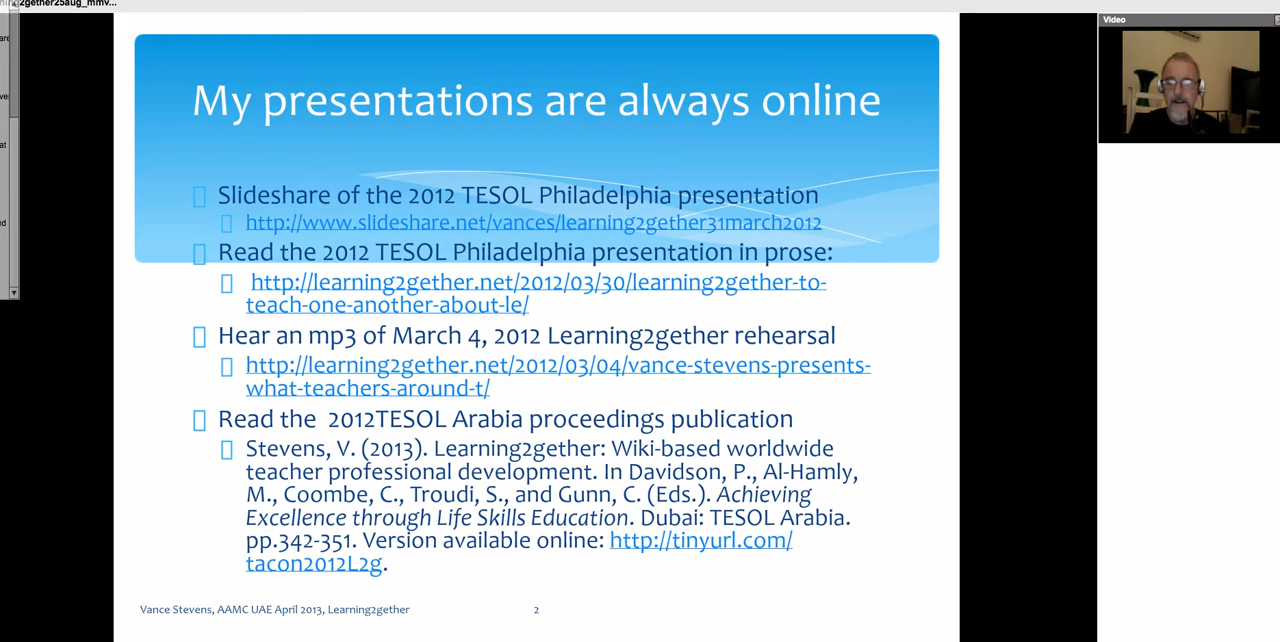 ning2gether25aug_mmv...
Video
My presentations are always online
Slideshare of the 2012 TESOL Philadelphia presentation
http://www.slideshare.net/vances/learning2gether31march2012
Read the 2012 TESOL Philadelphia presentation in prose:
http://learning2gether.net/2012/03/30/learning2gether-to-
teach-one-another-about-le/
Hear an mp3 of March 4, 2012 Learning2gether rehearsal
http://learning2gether.net/2012/03/04/vance-stevens-presents-
what-teachers-around-t/
Read the 2012TESOL Arabia proceedings publication
Stevens, V. (2013). Learning2gether: Wiki-based worldwide
teacher professional development. In Davidson, P., Al-Hamly,
M., Coombe, C., Troudi, S., and Gunn, C. (Eds.). Achieving
Excellence through Life Skills Education. Dubai: TESOL Arabia.
pp.342-351. Version available online: http://tinyurl.com/
tacon2012L2g.
Vance Stevens, AAMC UAE April 2013, Learning2gether
2